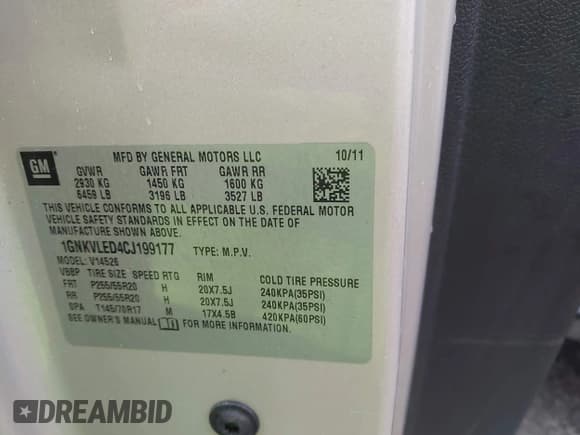 GM
MFD BY GENERAL MOTORS LLC 10/11
GVWR GAWR FRT GAWR RR
2930 KG 1450 KG 1600 KG
6459 LB 3196 LB 3527 LB
THIS VEHICLE CONFORMS TO ALL APPLICABLE U.S. FEDERAL MOTOR
VEHICLE SAFETY STANDARDS IN EFFECT ON THE DATE OF
MANUFACTURE SHOWN ABOVE.
1GNKVLED4CJ199177 TYPE: M.P.V.
MODEL: V14526
VBBP TIRE SIZE SPEED RTG RIM COLD TIRE PRESSURE
FRT P255/55R20 H 20X7.5J 240KPA(35PSI)
RR P255/55R20 H 20X7.5J 240KPA(35PSI)
SPA T145/70R17 M 17X4.5B 420KPA(60PSI)
SEE OWNER'S MANUAL FOR MORE INFORMATION.
DREAMBID